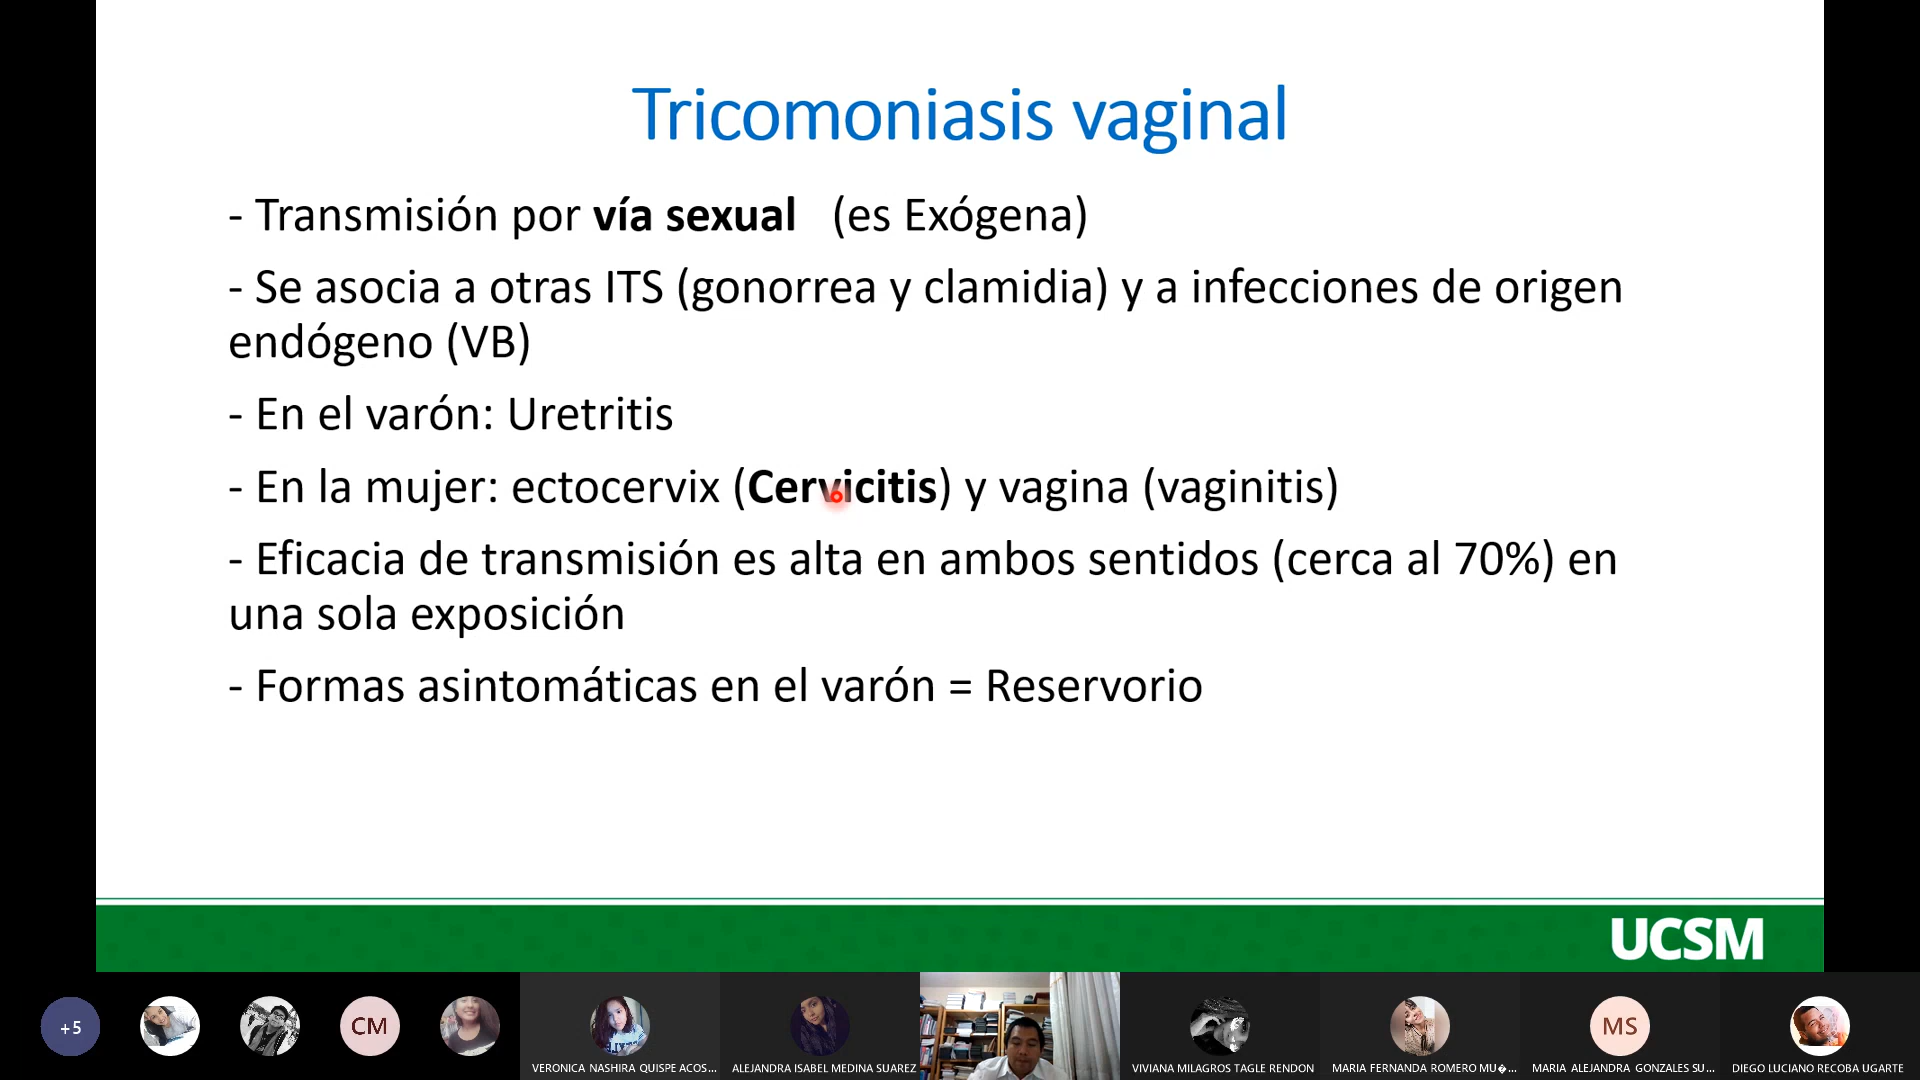 Tricomoniasis vaginal
- Transmisión por vía sexual (es Exógena)
- Se asocia a otras ITS (gonorrea y clamidia) y a infecciones de origen
endógeno (VB)
- En el varón: Uretritis
- En la mujer: ectocervix (Cervicitis) y vagina (vaginitis)
- Eficacia de transmisión es alta en ambos sentidos (cerca al 70%) en
una sola exposición
- Formas asintomáticas en el varón = Reservorio
UCSM
+5
CM
MS
VERONICA NASHIRA QUISPE ACOS...
ALEJANDRA ISABEL MEDINA SUAREZ
VIVIANA MILAGROS TAGLE RENDON
MARIA FERNANDA ROMERO MU�...
MARIA ALEJANDRA GONZALES SU...
DIEGO LUCIANO RECOBA UGARTE